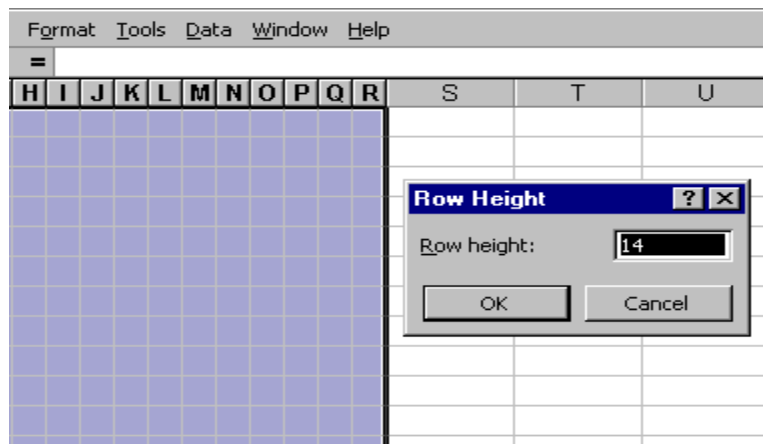 Format Tools Data Window Help
=
H I J K L M N O P Q R S T U
Row Height ?
Row height: 14
OK Cancel